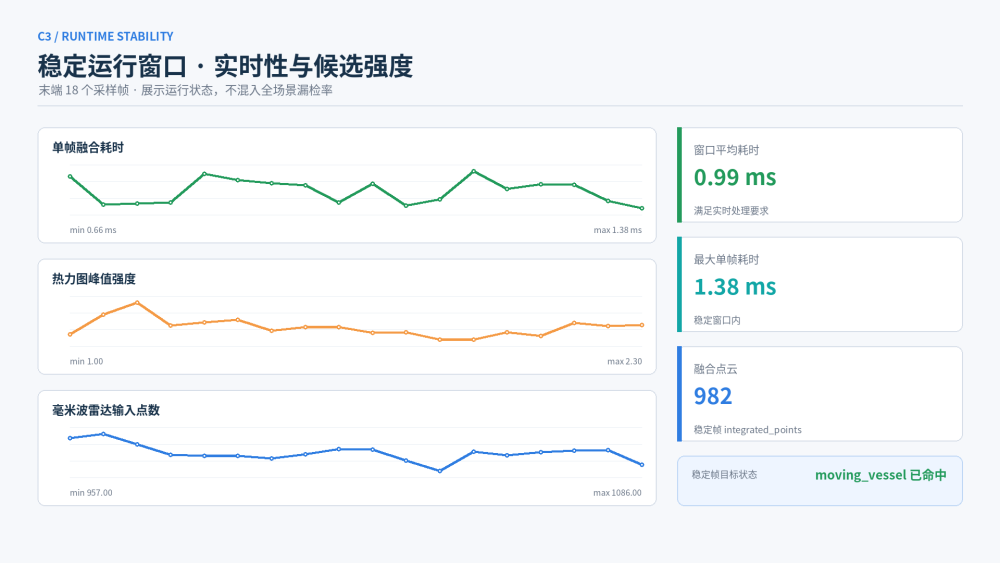 C3 / RUNTIME STABILITY
稳定运行窗口 · 实时性与候选强度
末端 18 个采样帧 · 展示运行状态，不混入全场景漏检率
单帧融合耗时
min 0.66 ms
max 1.38 ms
热力图峰值强度
min 1.00
max 2.30
毫米波雷达输入点数
min 957.00
max 1086.00
窗口平均耗时
0.99 ms
满足实时处理要求
最大单帧耗时
1.38 ms
稳定窗口内
融合点云
982
稳定帧 integrated_points
稳定帧目标状态
moving_vessel 已命中